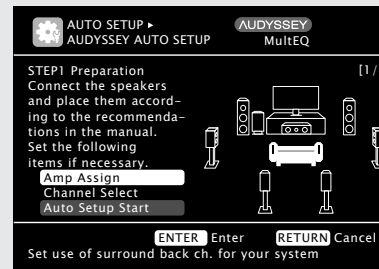 AUTO SETUP ▸
AUDYSSEY AUTO SETUP
AUDYSSEY
MultEQ
STEP1 Preparation
[1/
Connect the speakers
and place them accord-
ing to the recommenda-
tions in the manual.
Set the following
items if necessary.
Amp Assign
Channel Select
Auto Setup Start
ENTER Enter RETURN Cancel
Set use of surround back ch. for your system